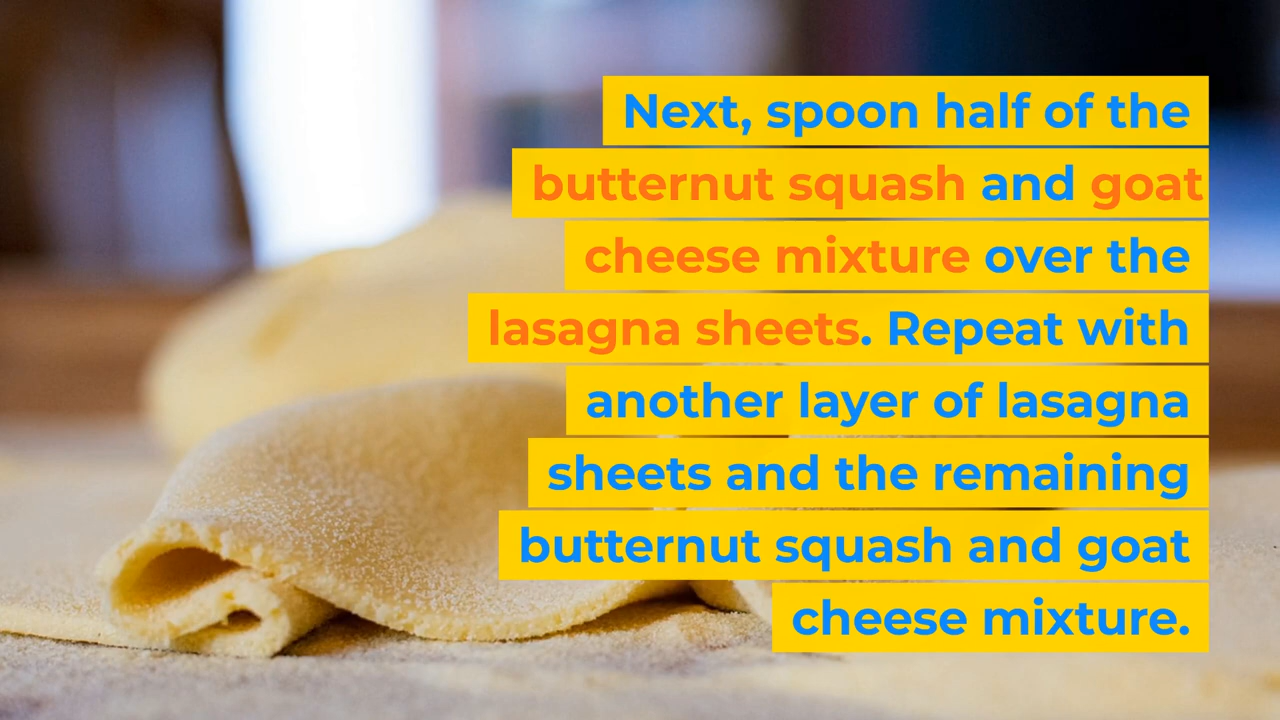 Next, spoon half of the
butternut squash and goat
cheese mixture over the
lasagna sheets. Repeat with
another layer of lasagna
sheets and the remaining
butternut squash and goat
cheese mixture.